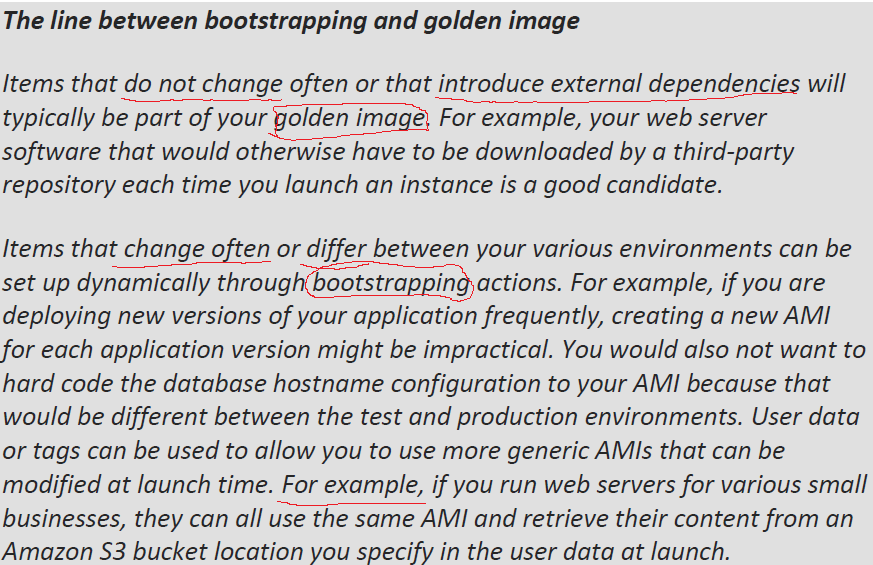 The line between bootstrapping and golden image
Items that do not change often or that introduce external dependencies will
typically be part of your golden image. For example, your web server
software that would otherwise have to be downloaded by a third-party
repository each time you launch an instance is a good candidate.
Items that change often or differ between your various environments can be
set up dynamically through bootstrapping actions. For example, if you are
deploying new versions of your application frequently, creating a new AMI
for each application version might be impractical. You would also not want to
hard code the database hostname configuration to your AMI because that
would be different between the test and production environments. User data
or tags can be used to allow you to use more generic AMIs that can be
modified at launch time. For example, if you run web servers for various small
businesses, they can all use the same AMI and retrieve their content from an
Amazon S3 bucket location you specify in the user data at launch.